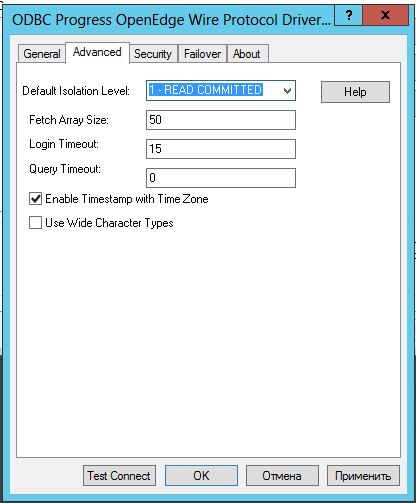 ODBC Progress OpenEdge Wire Protocol Driver... ? x
General Advanced Security Failover About
Default Isolation Level: 1 - READ COMMITTED Help
Fetch Array Size: 50
Login Timeout: 15
Query Timeout: 0
Enable Timestamp with Time Zone
Use Wide Character Types
Test Connect OK Отмена Применить